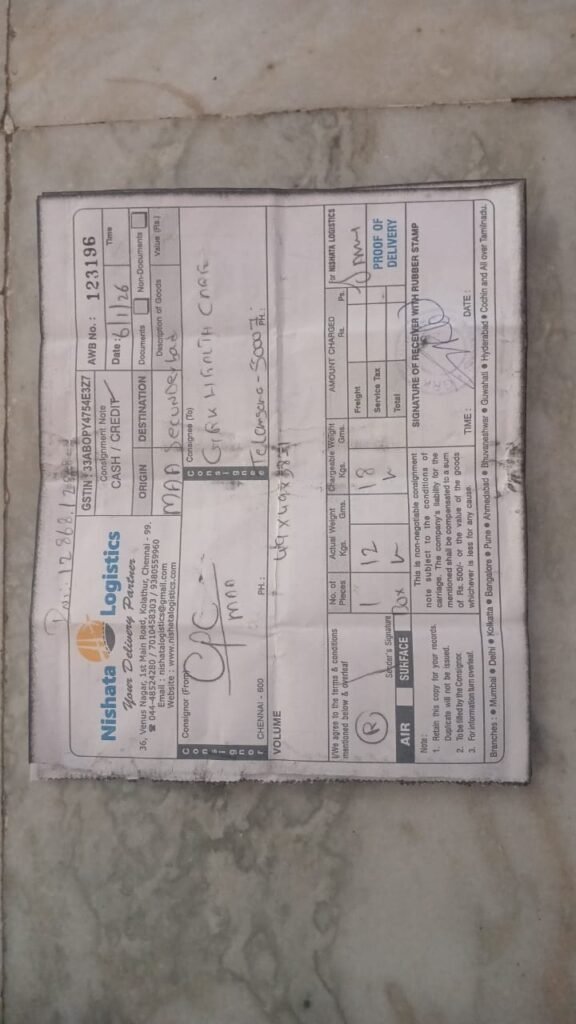 Nishata Logistics
Your Delivery Partner
36, Venus Nagar, 1st Main Road, Kolathur, Chennai - 99.
☎ 044-48524280 / 7010458303 / 9380559960
Email : nishatalogistics@gmail.com
Website : www.nishatalogistics.com
GSTIN : 33ABOPY4754E3Z7
Consignment Note
CASH / CREDIT
AWB No. : 123196
Date : 6/1/26
Time
ORIGIN
DESTINATION
Documents
Non-Documents
Description of Goods
Value (Rs.)
MAA Secunderbad
Consignor (From)
CPC
MAA
CHENNAI - 600
PH. :
Consignee (To)
HEALTH CARE
Telangana
PH. :
VOLUME
I/We agree to the terms & conditions
mentioned below & overleaf
R
Sender's Signature
No. of Pieces
Actual Weight
Kgs. Gms.
Chargeable Weight
Kgs. Gms.
AMOUNT CHARGED
Rs. Ps.
for NISHATA LOGISTICS
1
12
18
Box
Freight
Service Tax
Total
PROOF OF
DELIVERY
AIR
SURFACE
Note :
1. Retain this copy for your records.
Duplicate will not be issued.
2. To be filled by the Consignor.
3. For information turn overleaf.
This is non-negotiable consignment
note subject to the conditions of
carriage. The company's liability for the
mentioned shall be compensated to a sum
of Rs. 500/- or the value of the goods
whichever is less for any cause.
SIGNATURE OF RECEIVER WITH RUBBER STAMP
TIME :
DATE :
Branches : ● Mumbai ● Delhi ● Kolkatta ● Bangalore ● Pune ● Ahmedabad ● Bhuvaneshwar ● Guwahati ● Hyderabad ● Cochin and All over Tamilnadu.